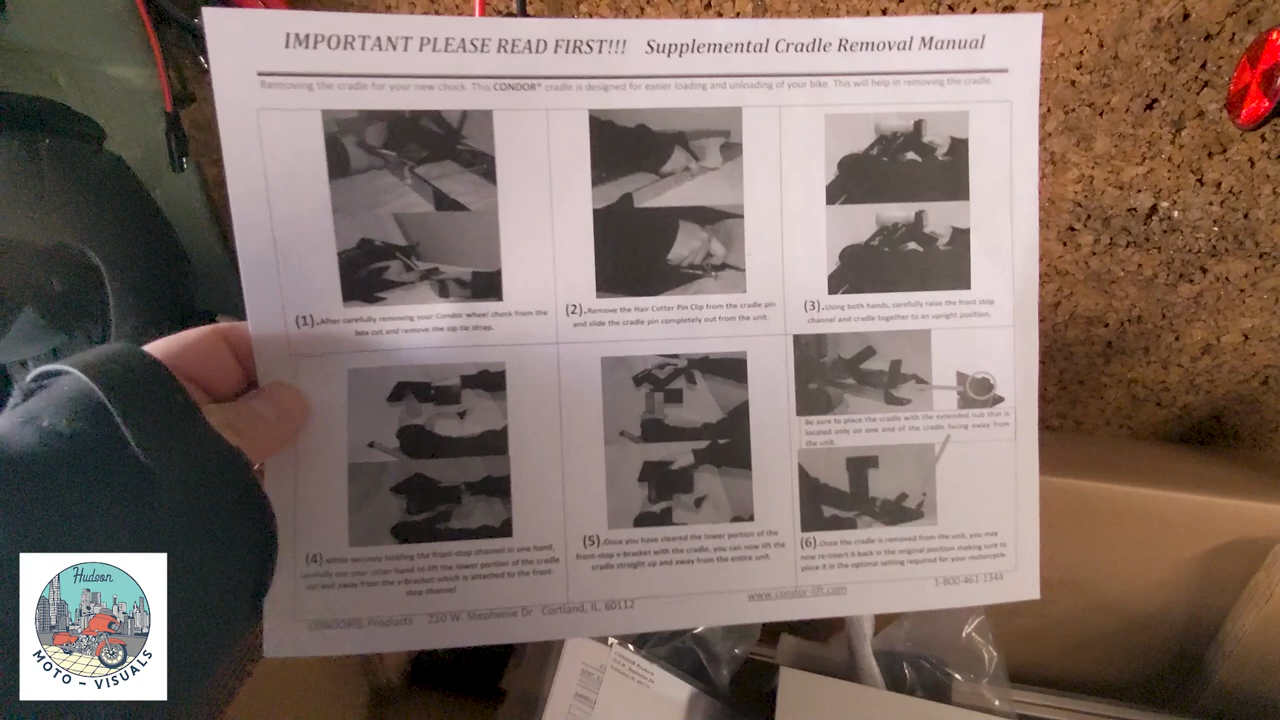 IMPORTANT PLEASE READ FIRST!!! Supplemental Cradle Removal Manual
Removing the cradle for your new chock. This CONDOR® cradle is designed for easier loading and unloading of your bike. This will help in removing the cradle.
(1).After carefully removing your Condor wheel chock from the
box cut and remove the zip tie strap.
(2).Remove the Hair Cotter Pin Clip from the cradle pin
and slide the cradle pin completely out from the unit.
(3).Using both hands, carefully raise the front stop
channel and cradle together to an upright position.
(4).While securely holding the front-stop channel in one hand,
carefully use your other hand to lift the lower portion of the cradle
out and away from the v-bracket which is attached to the front-
stop channel
(5).Once you have cleared the lower portion of the
front-stop v-bracket with the cradle, you can now lift the
cradle straight up and away from the entire unit.
Be sure to place the cradle with the extended nub that is
located only on one end of the cradle facing away from
the unit.
(6).Once the cradle is removed from the unit, you may
now re-insert it back in the original position making sure to
place it in the optimal setting required for your motorcycle
CONDOR® Products 210 W. Stephenie Dr. Cortland, IL. 60112 www.condor-lift.com 1-800-461-1344
CONDOR Products
Hudson
MOTO - VISUALS